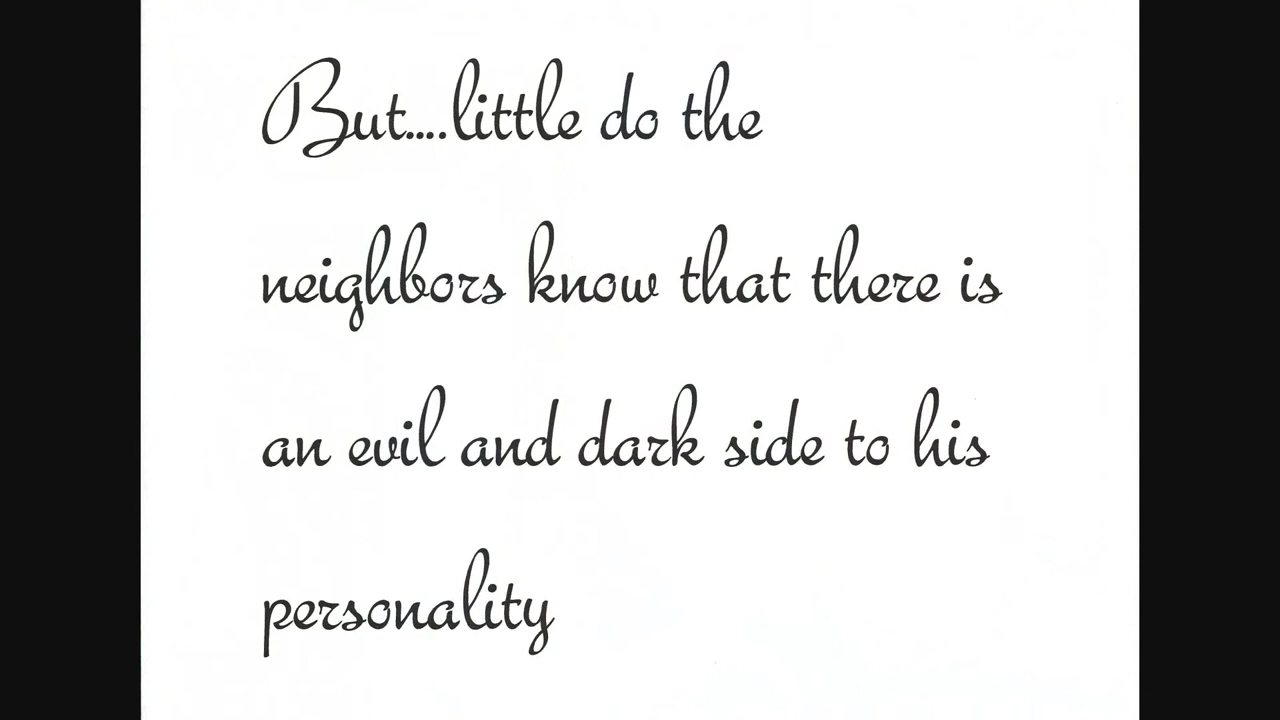 But....little do the
neighbors know that there is
an evil and dark side to his
personality